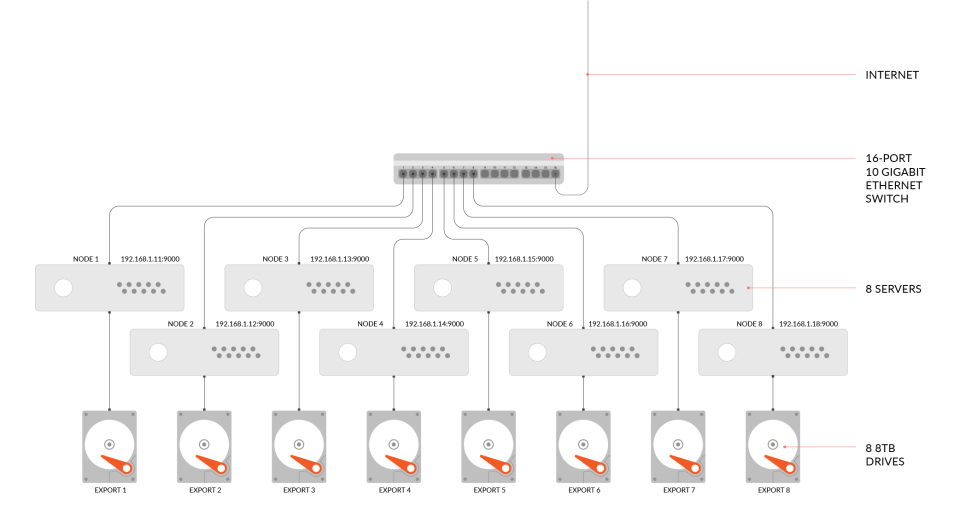 INTERNET
16-PORT
10 GIGABIT
ETHERNET
SWITCH
NODE 1 192.168.1.11:9000
NODE 3 192.168.1.13:9000
NODE 5 192.168.1.15:9000
NODE 7 192.168.1.17:9000
8 SERVERS
NODE 2 192.168.1.12:9000
NODE 4 192.168.1.14:9000
NODE 6 192.168.1.16:9000
NODE 8 192.168.1.18:9000
8 8TB
DRIVES
EXPORT 1
EXPORT 2
EXPORT 3
EXPORT 4
EXPORT 5
EXPORT 6
EXPORT 7
EXPORT 8